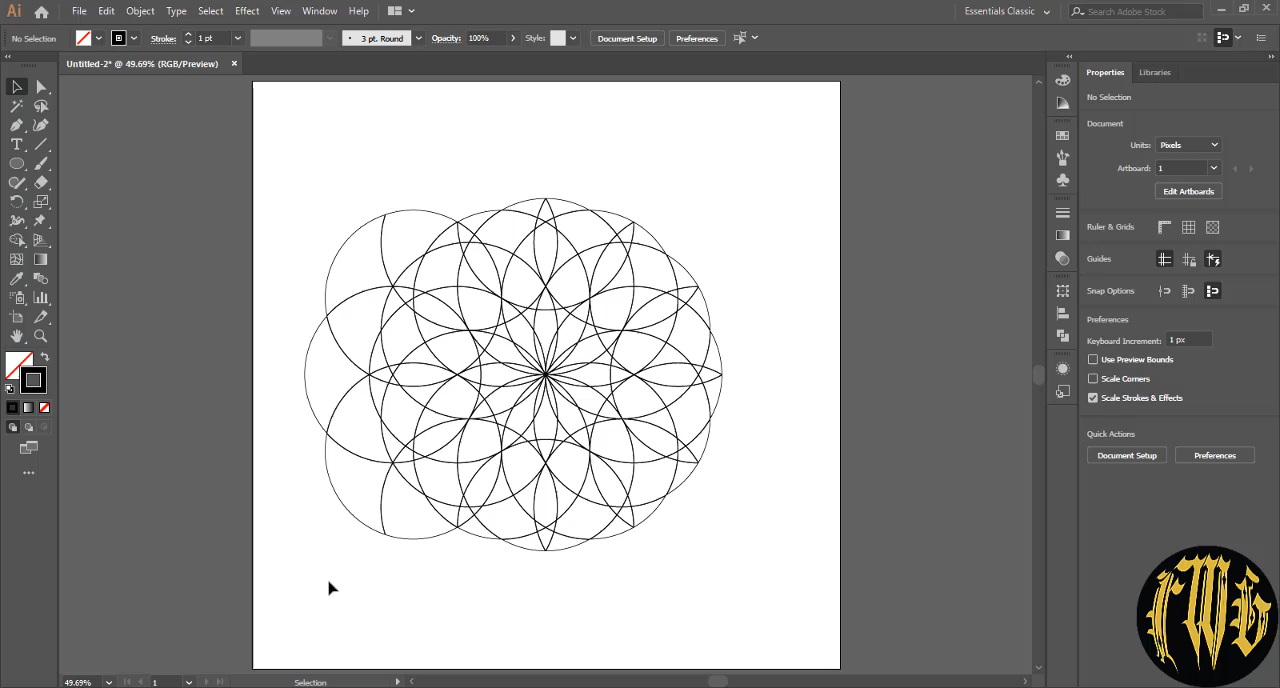 Ai File Edit Object Type Select Effect View Window Help Essentials Classic Search Adobe Stock
No Selection Stroke: 1 pt 3 pt. Round Opacity: 100% Style: Document Setup Preferences
Untitled-2* @ 49.69% (RGB/Preview) ×
Properties Libraries
No Selection
Document
Units: Pixels
Artboard: 1
Edit Artboards
Ruler & Grids
Guides
Snap Options
Preferences
Keyboard Increment: 1 px
Use Preview Bounds
Scale Corners
Scale Strokes & Effects
Quick Actions
Document Setup Preferences
49.69% 1 Selection